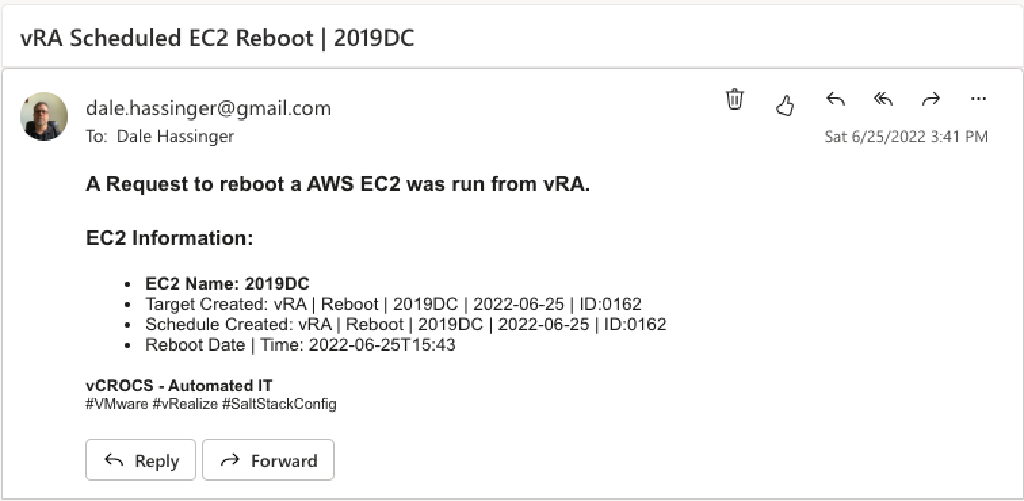 vRA Scheduled EC2 Reboot | 2019DC
dale.hassinger@gmail.com
To: Dale Hassinger
Sat 6/25/2022 3:41 PM
A Request to reboot a AWS EC2 was run from vRA.
EC2 Information:
• EC2 Name: 2019DC
• Target Created: vRA | Reboot | 2019DC | 2022-06-25 | ID:0162
• Schedule Created: vRA | Reboot | 2019DC | 2022-06-25 | ID:0162
• Reboot Date | Time: 2022-06-25T15:43
vCROCS - Automated IT
#VMware #vRealize #SaltStackConfig
Reply Forward